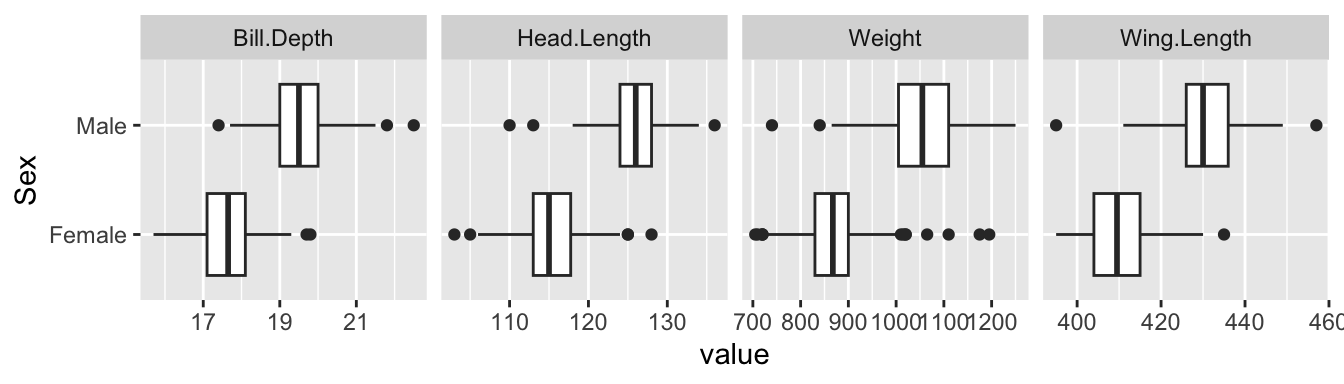 Bill.Depth Head.Length Weight Wing.Length
Male
Female
Sex
17 19 21 110 120 130 700 800 900 1000 1100 1200 400 420 440 460
value